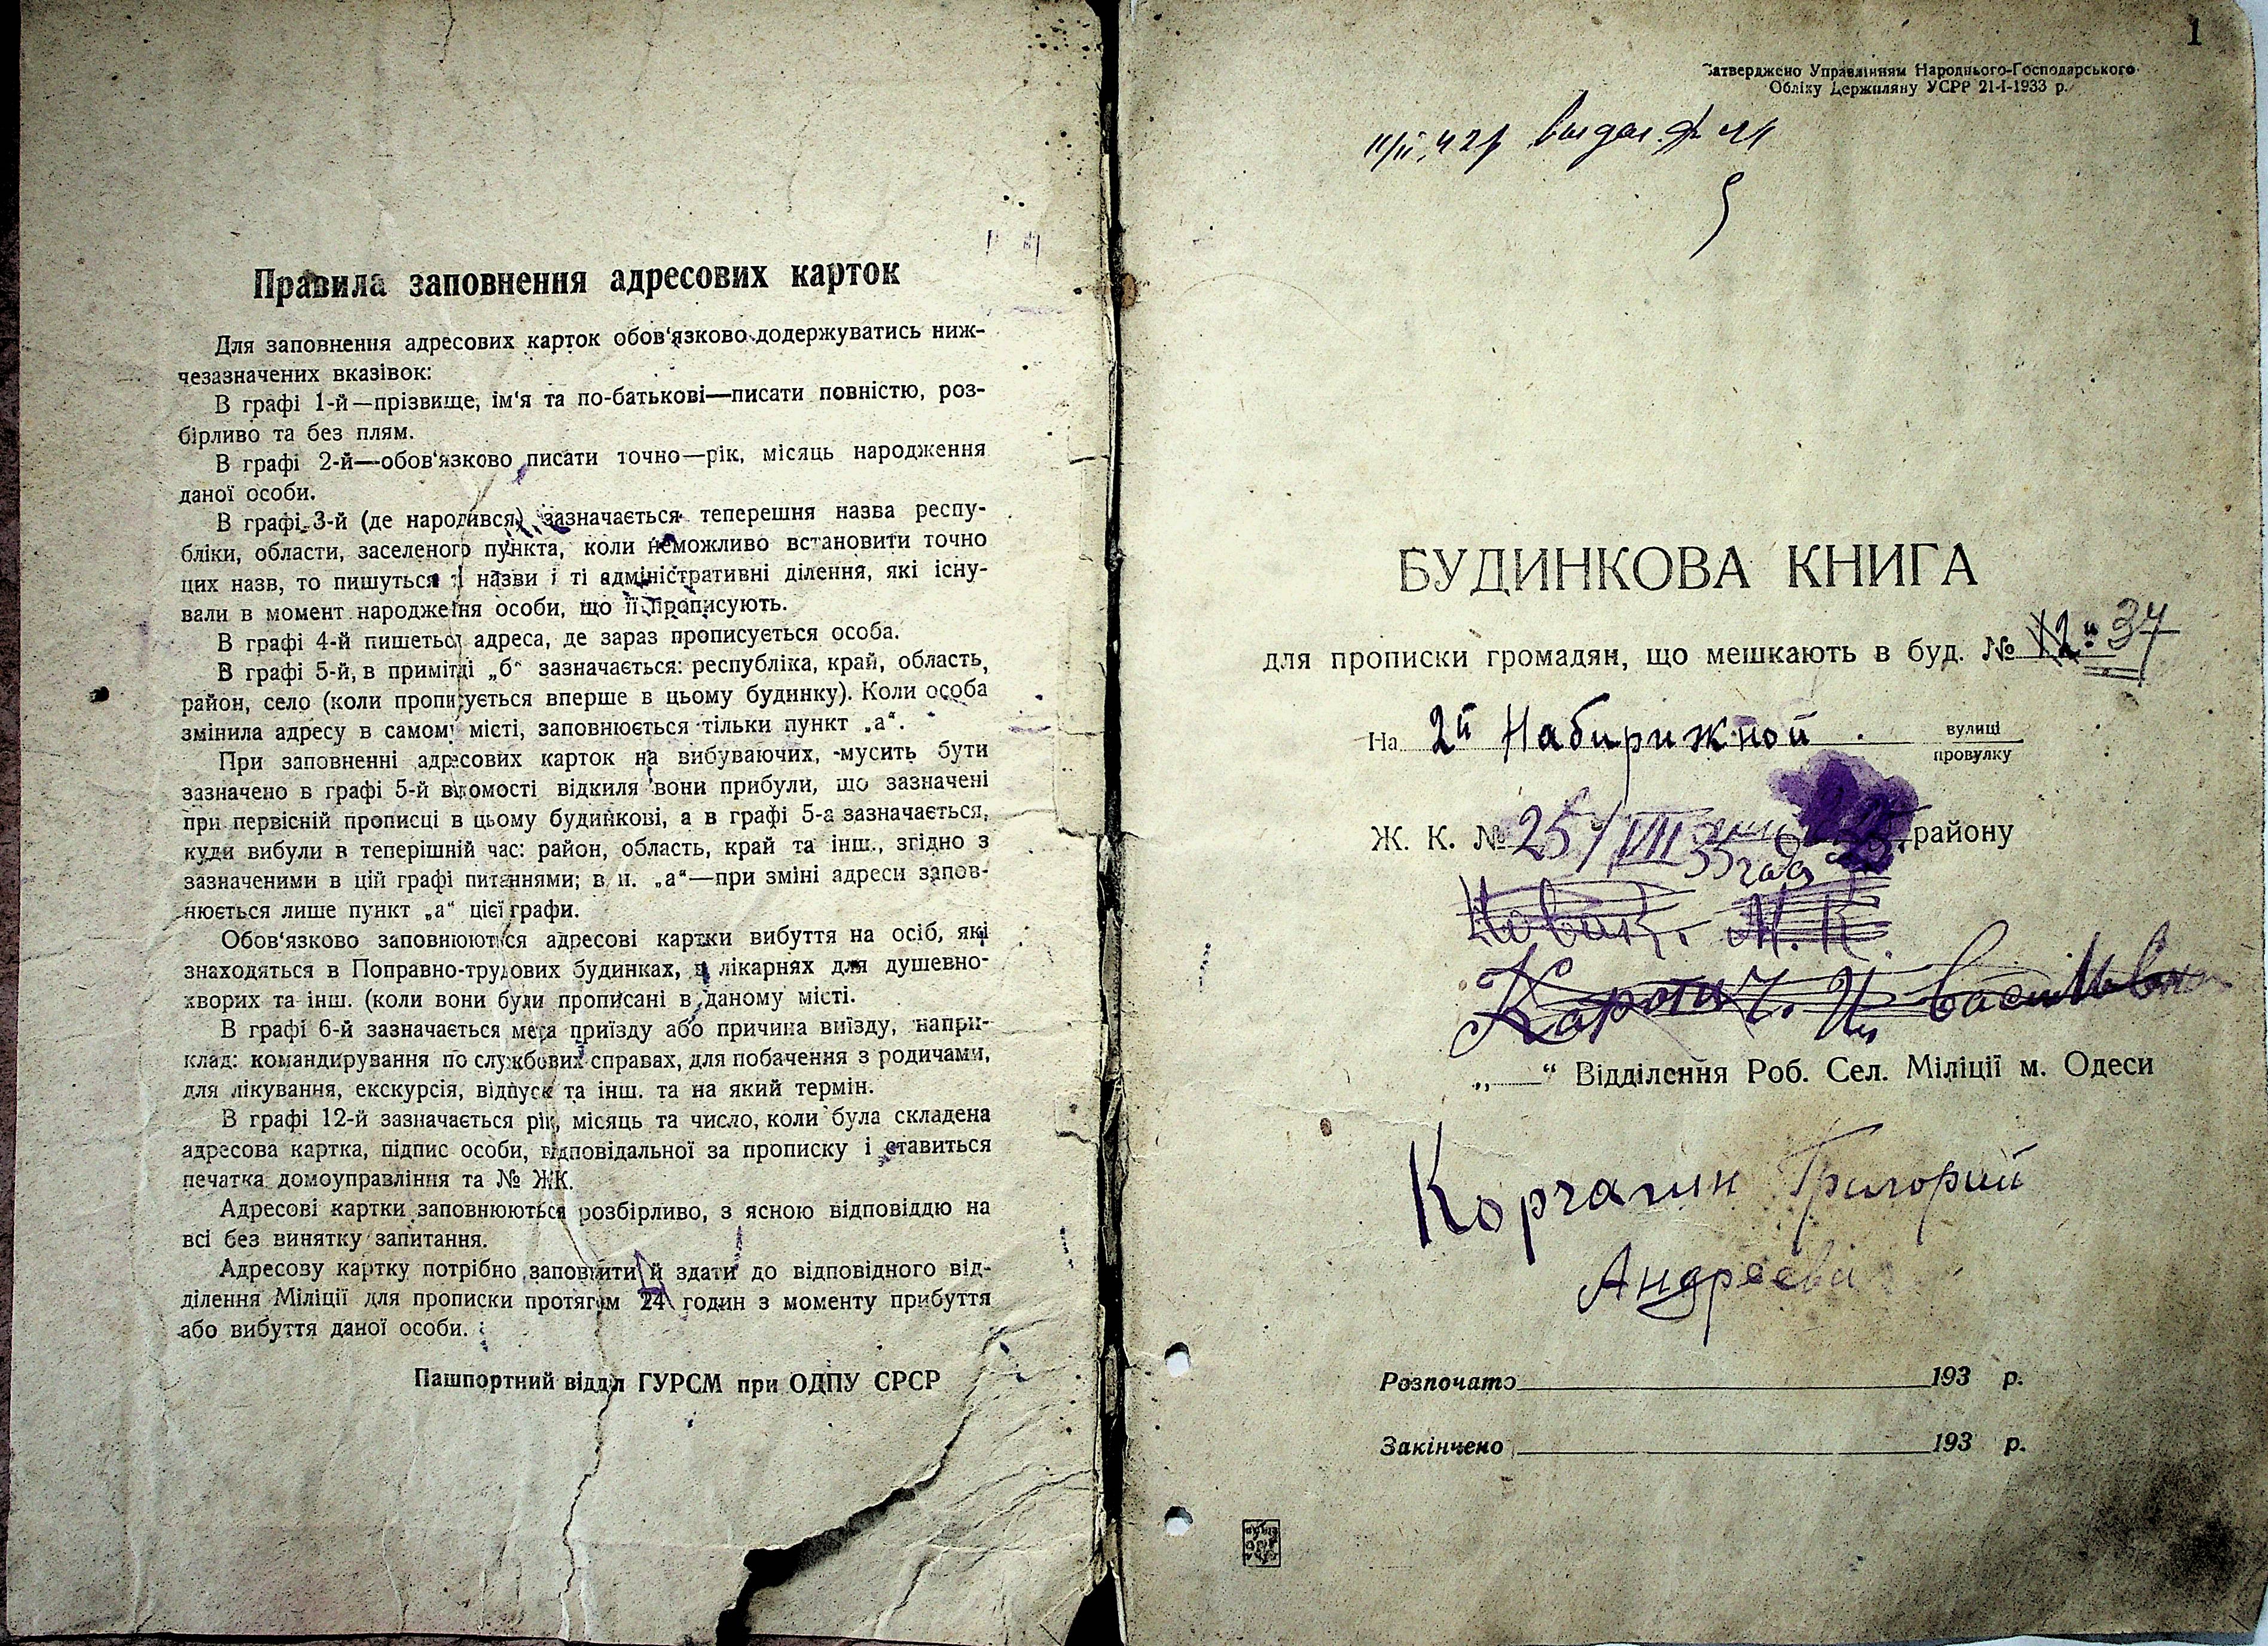 Правила заповнення адресових карток
Для заповнення адресових карток обов'язково додержуватись ниж-
чезазначених вказівок:
В графі 1-й—прізвище, ім'я та по-батькові—писати повністю, роз-
бірливо та без плям.
В графі 2-й—обов'язково писати точно—рік, місяць народження
даної особи.
В графі 3-й (де народився) зазначається теперешня назва респу-
бліки, области, заселеного пункта, коли неможливо встановити точно
цих назв, то пишуться ті назви і ті адміністративні ділення, які існу-
вали в момент народження особи, що її прописують.
В графі 4-й пишеться адреса, де зараз прописується особа.
В графі 5-й, в примітці „б" зазначається: республіка, край, область,
район, село (коли прописується вперше в цьому будинку). Коли особа
змінила адресу в самому місті, заповнюється тільки пункт „а".
При заповненні адресових карток на вибуваючих, мусить бути
зазначено в графі 5-й відомості відкиля вони прибули, що зазначені
при первісній прописці в цьому будинкові, а в графі 5-а зазначається,
куди вибули в теперішній час: район, область, край та інш., згідно з
зазначеними в цій графі питаннями; в п. „а"—при зміні адреси запов-
нюється лише пункт „а" цієї графи.
Обов'язково заповнюються адресові картки вибуття на осіб, які
знаходяться в Поправно-трудових будинках, в лікарнях для душевно-
хворих та інш. (коли вони були прописані в даному місті.
В графі 6-й зазначається мета приїзду або причина виїзду, напри-
клад: командирування по службових справах, для побачення з родичами,
для лікування, екскурсія, відпуск та інш. та на який термін.
В графі 12-й зазначається рік, місяць та число, коли була складена
адресова картка, підпис особи, відповідальної за прописку і ставиться
печатка домоуправління та № ЖК.
Адресові картки заповнюються розбірливо, з ясною відповіддю на
всі без винятку запитання.
Адресову картку потрібно заповнити й здати до відповідного від-
ділення Міліції для прописки протягом 24 годин з моменту прибуття
або вибуття даної особи.
Пашпортний відділ ГУРСМ при ОДПУ СРСР
1
Затверджено Управлінням Народнього-Господарського
Обліку Держпляну УСРР 21-I-1933 р.
БУДИНКОВА КНИГА
для прописки громадян, що мешкають в буд. № 12 37
На 2й Набирижной вулиці
провулку
Ж. К. № 25/VIII району
35 года
Новак. М. К.
„ " Відділення Роб. Сел. Міліції м. Одеси
Корчагин Григорий
Андреевич
Розпочато 193 р.
Закінчено 193 р.